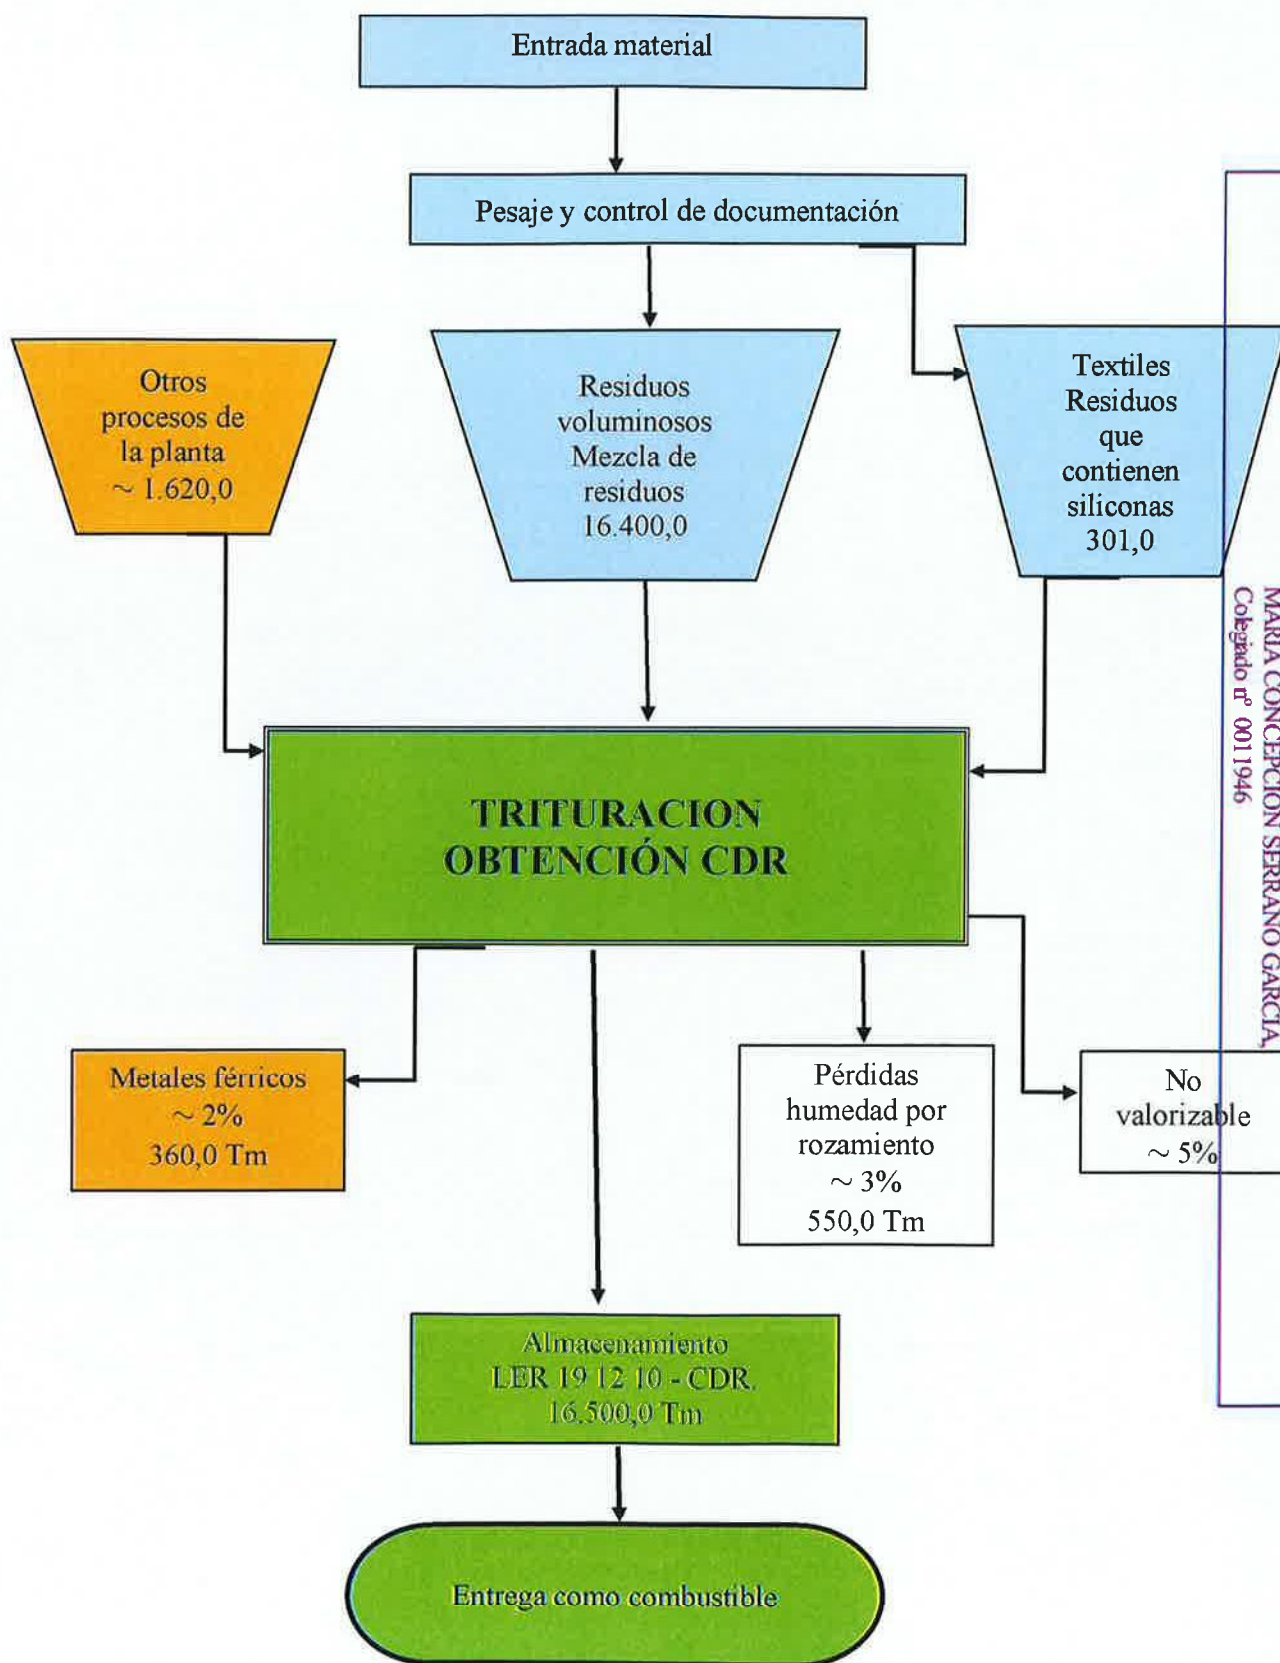 Entrada material
Pesaje y control de documentación
Otros
procesos de
la planta
~ 1.620,0
Residuos
voluminosos
Mezcla de
residuos
16.400,0
Textiles
Residuos
que
contienen
siliconas
301,0
TRITURACION
OBTENCIÓN CDR
Metales férricos
~ 2%
360,0 Tm
Pérdidas
humedad por
rozamiento
~ 3%
550,0 Tm
No
valorizable
~ 5%
Almacenamiento
LER 19 12 10 - CDR.
16.500,0 Tm
Entrega como combustible
MARIA CONCEPCION SERRANO GARCIA,
Colegiado nº 0011946